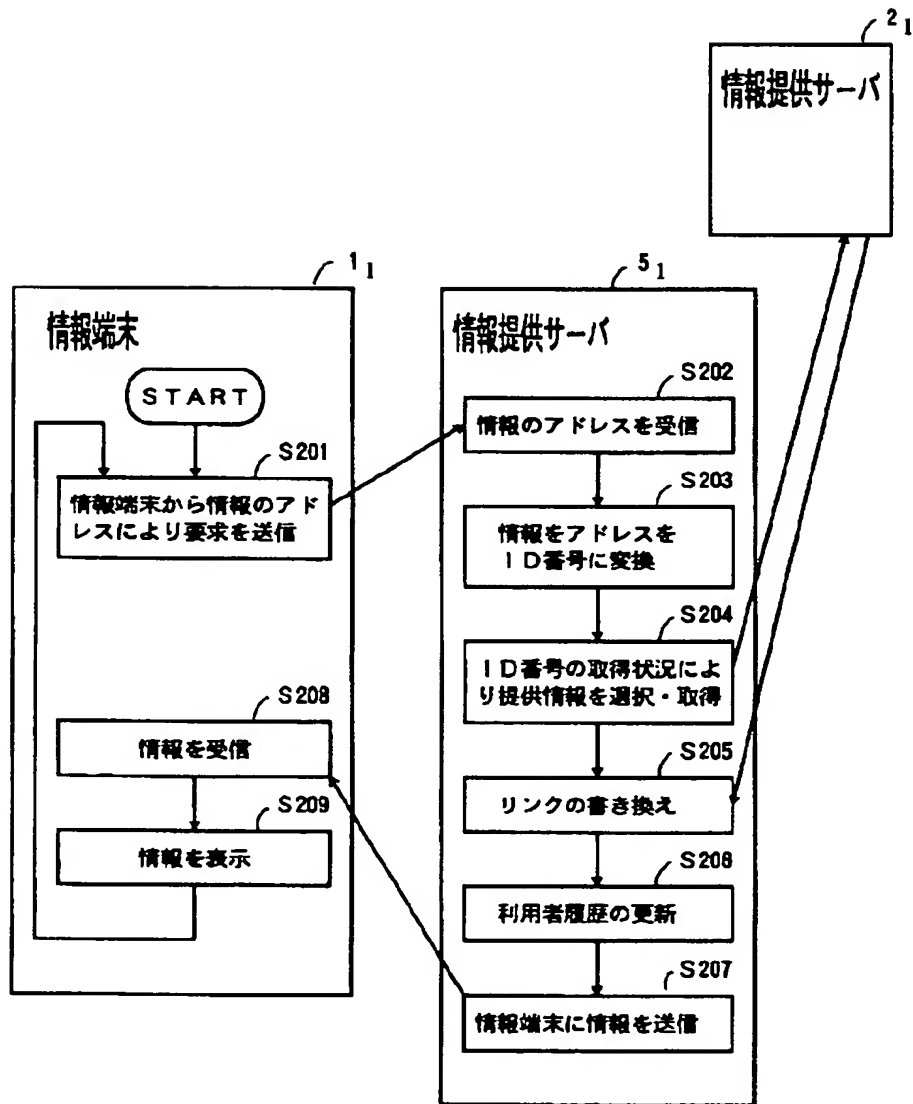 2₁
情報提供サーバ
1₁
情報端末
START
S201
情報端末から情報のアド
レスにより要求を送信
S208
情報を受信
S209
情報を表示
5₁
情報提供サーバ
S202
情報のアドレスを受信
S203
情報をアドレスを
ID番号に変換
S204
ID番号の取得状況によ
り提供情報を選択・取得
S205
リンクの書き換え
S206
利用者履歴の更新
S207
情報端末に情報を送信